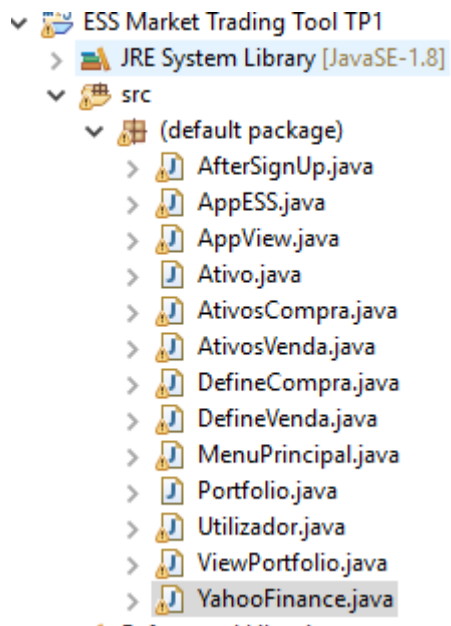 ESS Market Trading Tool TP1
JRE System Library [JavaSE-1.8]
src
(default package)
AfterSignUp.java
AppESS.java
AppView.java
Ativo.java
AtivosCompra.java
AtivosVenda.java
DefineCompra.java
DefineVenda.java
MenuPrincipal.java
Portfolio.java
Utilizador.java
ViewPortfolio.java
YahooFinance.java